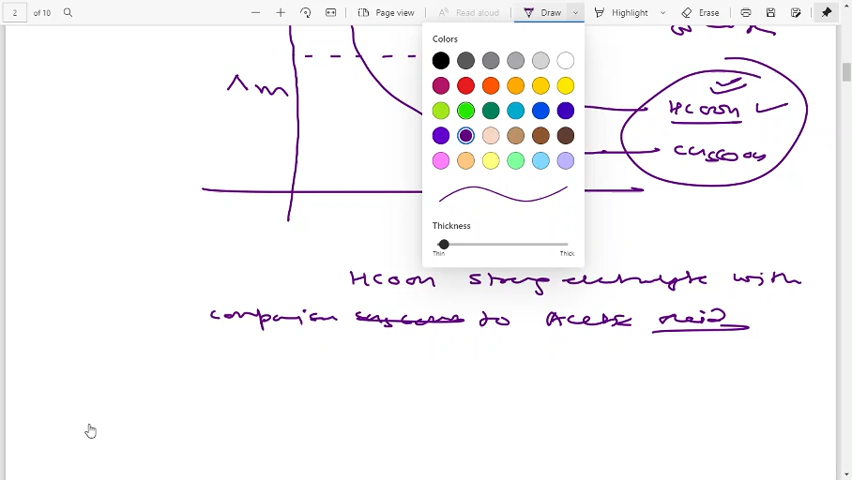 2 of 10 Page view Read aloud Draw Highlight Erase
Colors
Λm
HCOOH
CH3COOH
Thickness
Thin Thick
HCOOH strong electrolyte with
comparison to Acetic Acid